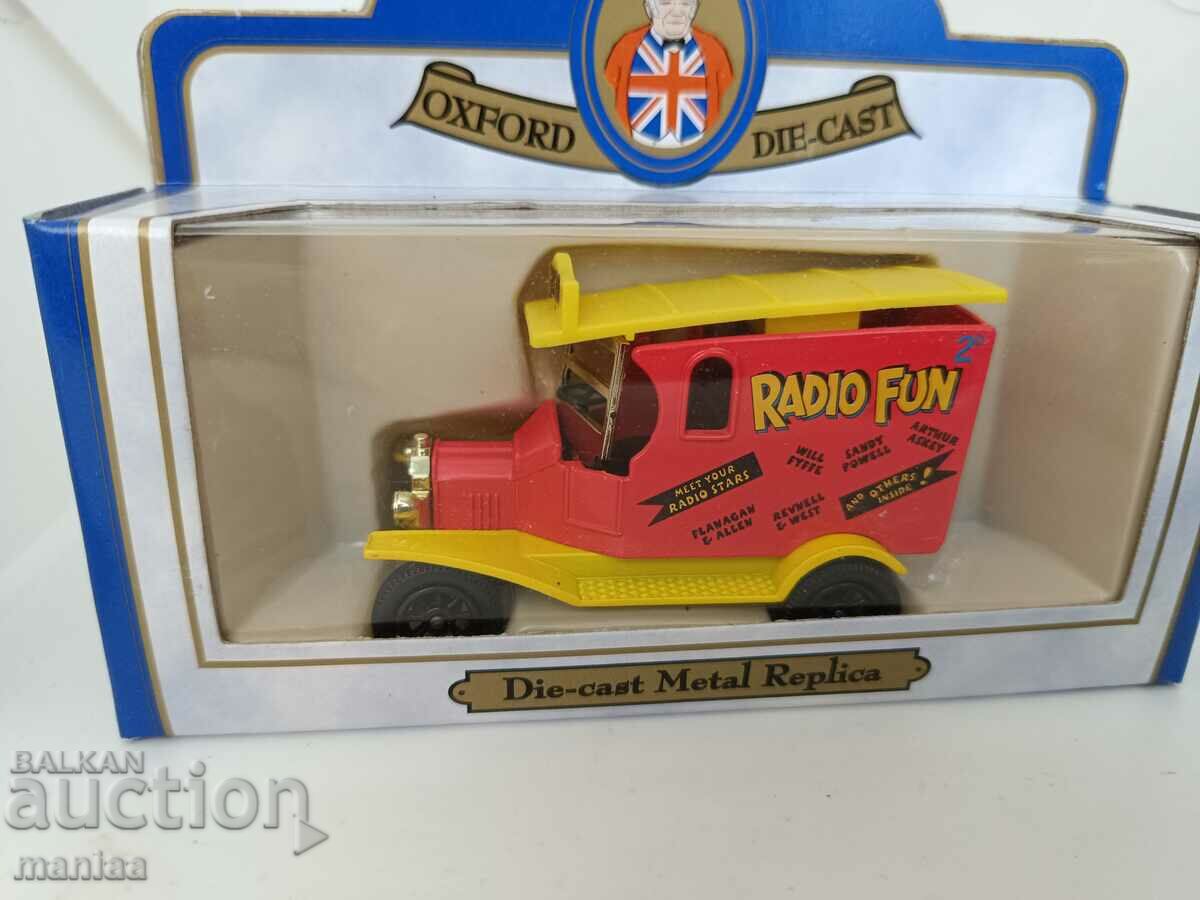 OXFORD DIE-CAST
RADIO FUN
2D
WILL
FYFFE
SANDY
POWELL
ARTHUR
ASKEY
MEET YOUR
RADIO STARS
FLANAGAN
& ALLEN
REVNELL
& WEST
AND OTHERS
INSIDE!
Die-cast Metal Replica
BALKAN
auction
maniaa